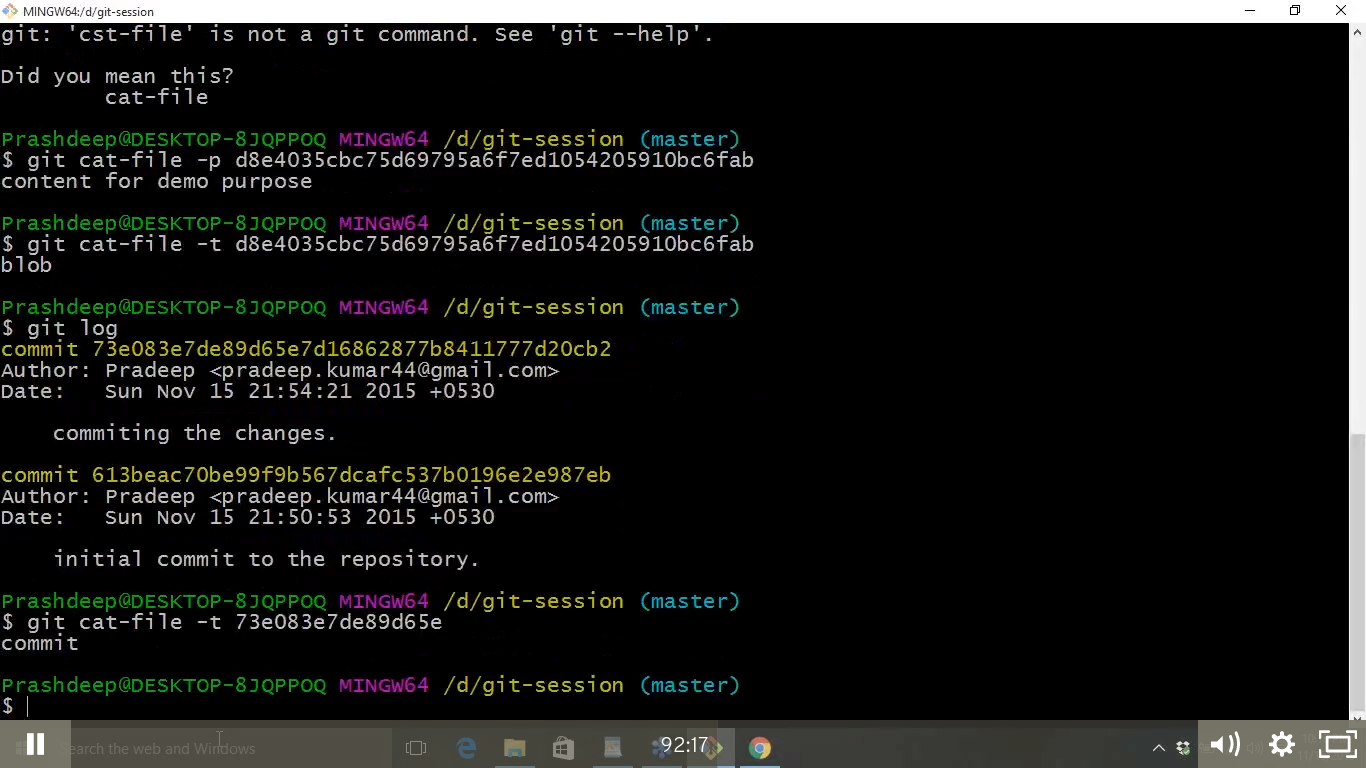 MINGW64:/d/git-session
git: 'cst-file' is not a git command. See 'git --help'.
Did you mean this?
cat-file
Prashdeep@DESKTOP-8JQPPOQ MINGW64 /d/git-session (master)
$ git cat-file -p d8e4035cbc75d69795a6f7ed1054205910bc6fab
content for demo purpose
Prashdeep@DESKTOP-8JQPPOQ MINGW64 /d/git-session (master)
$ git cat-file -t d8e4035cbc75d69795a6f7ed1054205910bc6fab
blob
Prashdeep@DESKTOP-8JQPPOQ MINGW64 /d/git-session (master)
$ git log
commit 73e083e7de89d65e7d16862877b8411777d20cb2
Author: Pradeep <pradeep.kumar44@gmail.com>
Date:   Sun Nov 15 21:54:21 2015 +0530
commiting the changes.
commit 613beac70be99f9b567dcafc537b0196e2e987eb
Author: Pradeep <pradeep.kumar44@gmail.com>
Date:   Sun Nov 15 21:50:53 2015 +0530
initial commit to the repository.
Prashdeep@DESKTOP-8JQPPOQ MINGW64 /d/git-session (master)
$ git cat-file -t 73e083e7de89d65e
commit
Prashdeep@DESKTOP-8JQPPOQ MINGW64 /d/git-session (master)
$
earch the web and Windows
92:17